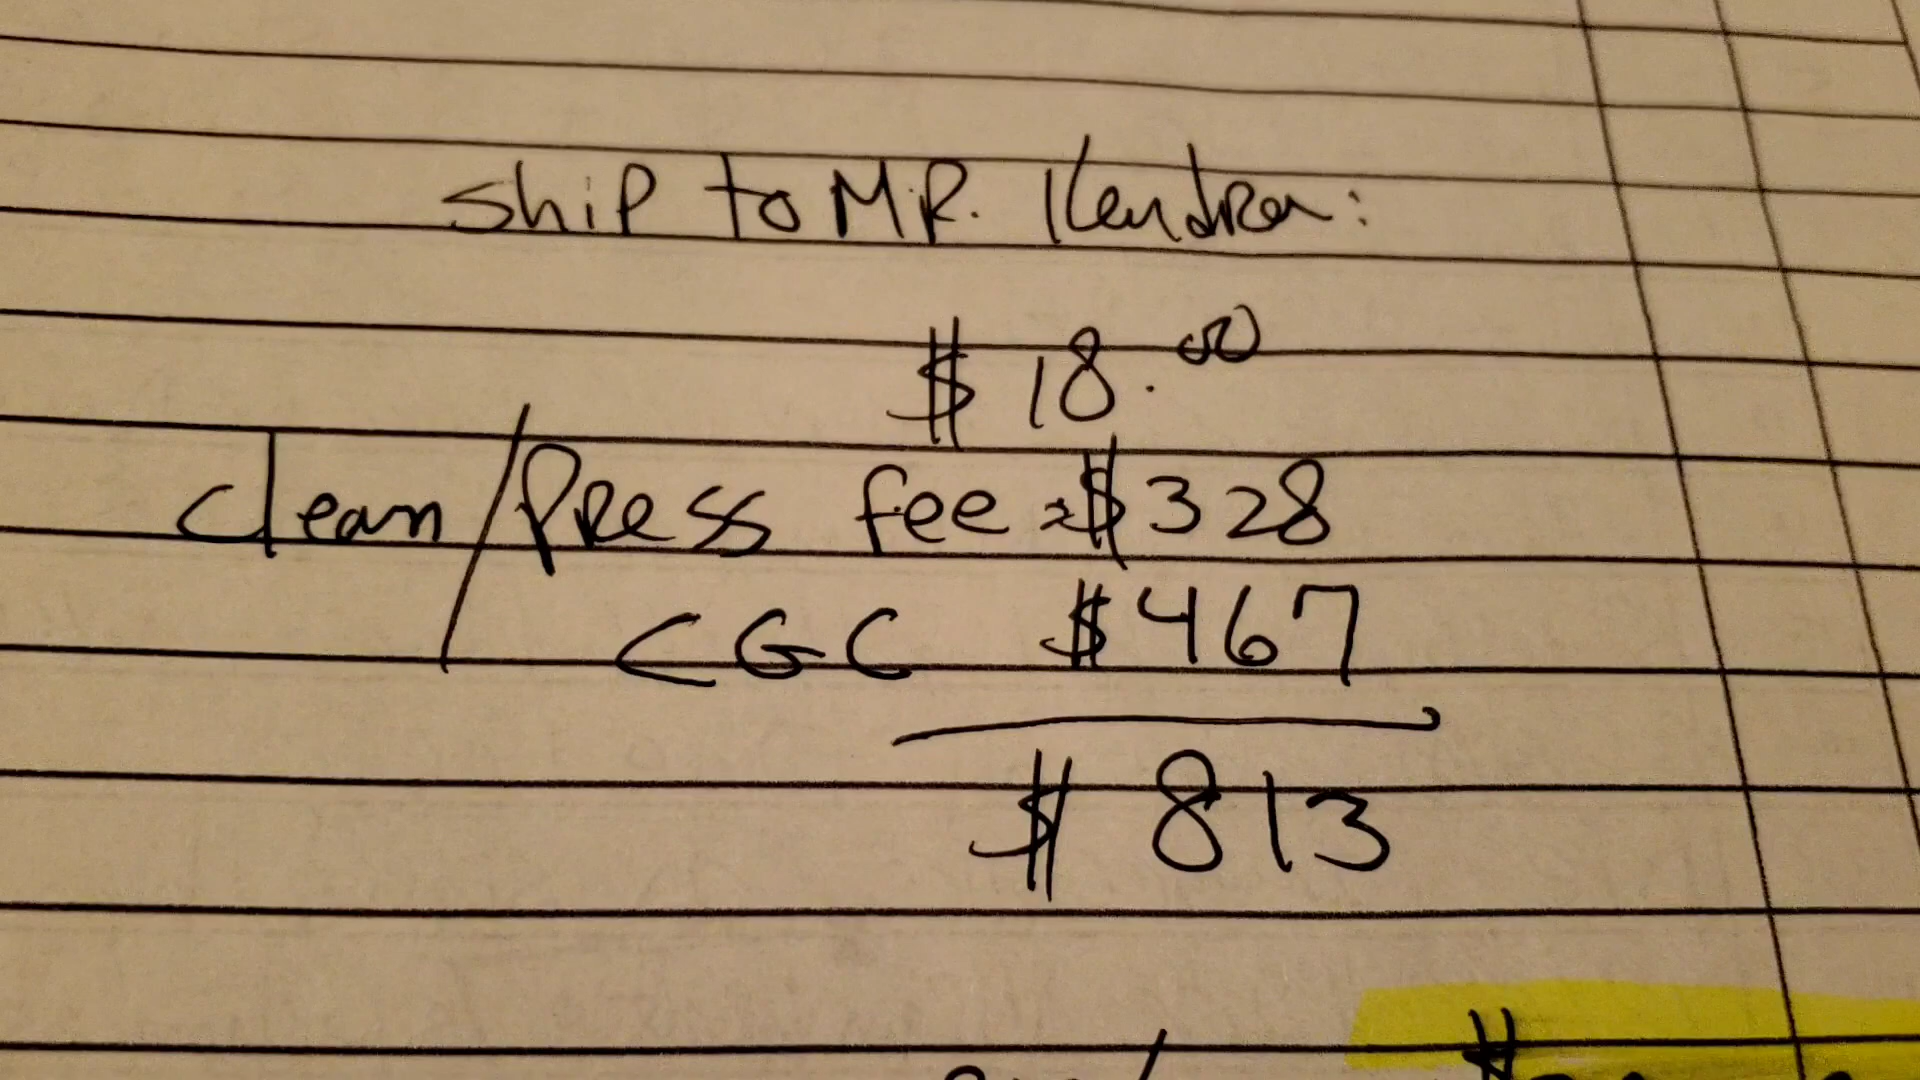 Ship to MR. Kendren:
$ 18.00
Clean/Press fee = $328
CGC $467
$ 813